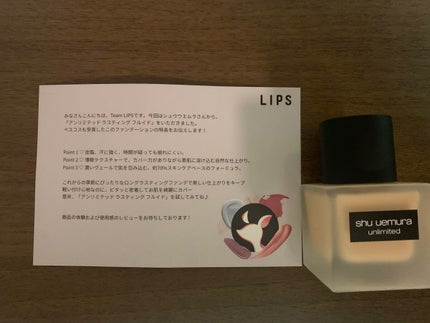 LIPS
みなさんこんにちは、Team LIPSです。今回はシュウウエムラさんから、
『アンリミテッド ラスティング フルイド』をいただきました。
ベスコスも受賞したこのファンデーションの特長をお伝えします！
Point 1♡ 皮脂、汗に強く、時間が経っても崩れにくい。
Point 2♡ 薄軽テクスチャーで、カバー力がありながら素肌に溶け込む自然な仕上がり。
Point 3♡ 潤いヴェールで肌を包み込む、約70%スキンケアベースのフォーミュラ。
これからの季節にぴったりなロングラスティングファンデで美しい仕上がりをキープ
軽い付け心地なのに、ピタッと密着してお肌を綺麗にカバー
是非、『アンリミテッド ラスティング フルイド』を試してみてね♪
商品の体験および使用感のレビューをお待ちしております！
shu uemura
unlimited